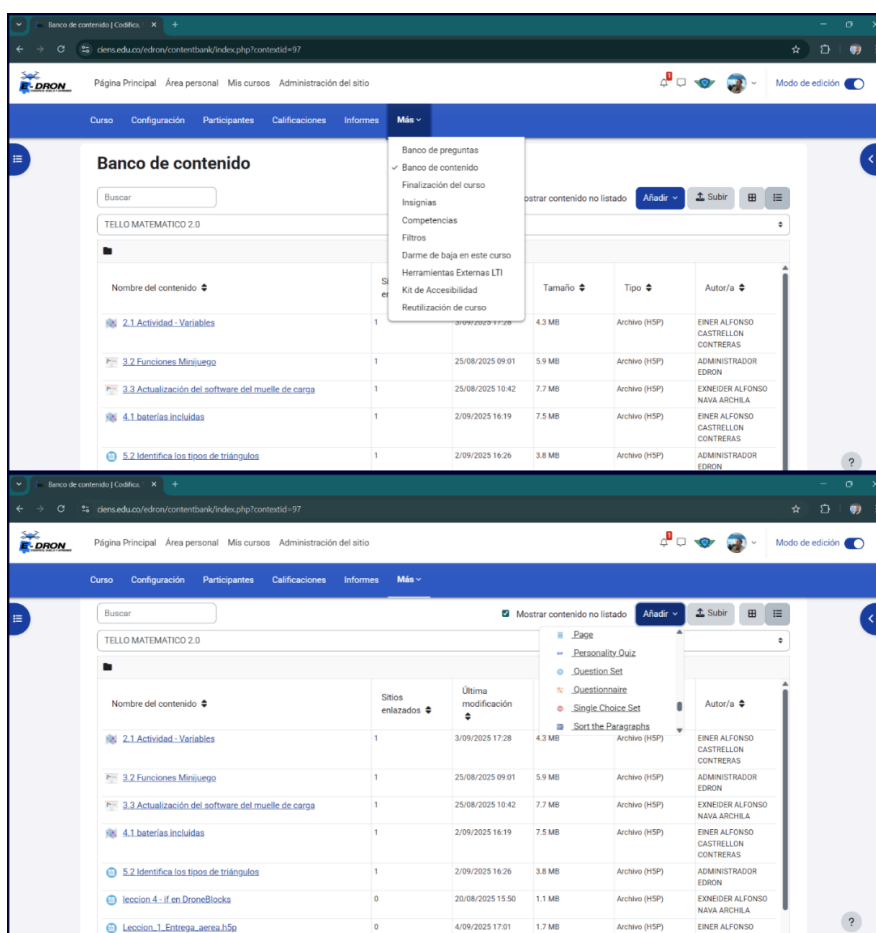 Banco de contenido | Codifica
ciens.edu.co/edron/contentbank/index.php?contextid=97
E-DRON
Página Principal Área personal Mis cursos Administración del sitio
1
Modo de edición
Curso Configuración Participantes Calificaciones Informes Más
Banco de preguntas
Banco de contenido
Finalización del curso
Insignias
Competencias
Filtros
Darme de baja en este curso
Herramientas Externas LTI
Kit de Accesibilidad
Reutilización de curso
Banco de contenido
Buscar
ostrar contenido no listado Añadir Subir
TELLO MATEMATICO 2.0
Nombre del contenido Si
en
Tamaño Tipo Autor/a
2.1 Actividad - Variables 1 3/09/2025 17:28 4.3 MB Archivo (H5P) EINER ALFONSO
CASTRELLON
CONTRERAS
3.2 Funciones Minijuego 1 25/08/2025 09:01 5.9 MB Archivo (H5P) ADMINISTRADOR
EDRON
3.3 Actualización del software del muelle de carga 1 25/08/2025 10:42 7.7 MB Archivo (H5P) EXNEIDER ALFONSO
NAVA ARCHILA
4.1 baterías incluidas 1 2/09/2025 16:19 7.5 MB Archivo (H5P) EINER ALFONSO
CASTRELLON
CONTRERAS
5.2 Identifica los tipos de triángulos 1 2/09/2025 16:26 3.8 MB Archivo (H5P) ADMINISTRADOR
EDRON
?
Banco de contenido | Codifica
ciens.edu.co/edron/contentbank/index.php?contextid=97
E-DRON
Página Principal Área personal Mis cursos Administración del sitio
1
Modo de edición
Curso Configuración Participantes Calificaciones Informes Más
Buscar
Mostrar contenido no listado Añadir Subir
Page
Personality Quiz
Question Set
Questionnaire
Single Choice Set
Sort the Paragraphs
TELLO MATEMATICO 2.0
Nombre del contenido
Sitios
enlazados
Última
modificación
Autor/a
2.1 Actividad - Variables 1 3/09/2025 17:28 4.3 MB Archivo (H5P) EINER ALFONSO
CASTRELLON
CONTRERAS
3.2 Funciones Minijuego 1 25/08/2025 09:01 5.9 MB Archivo (H5P) ADMINISTRADOR
EDRON
3.3 Actualización del software del muelle de carga 1 25/08/2025 10:42 7.7 MB Archivo (H5P) EXNEIDER ALFONSO
NAVA ARCHILA
4.1 baterías incluidas 1 2/09/2025 16:19 7.5 MB Archivo (H5P) EINER ALFONSO
CASTRELLON
CONTRERAS
5.2 Identifica los tipos de triángulos 1 2/09/2025 16:26 3.8 MB Archivo (H5P) ADMINISTRADOR
EDRON
leccion 4 - if en DroneBlocks 0 20/08/2025 15:50 1.1 MB Archivo (H5P) EXNEIDER ALFONSO
NAVA ARCHILA
Leccion_1_Entrega_aerea.h5p 0 4/09/2025 17:01 1.7 MB Archivo (H5P) EINER ALFONSO
?